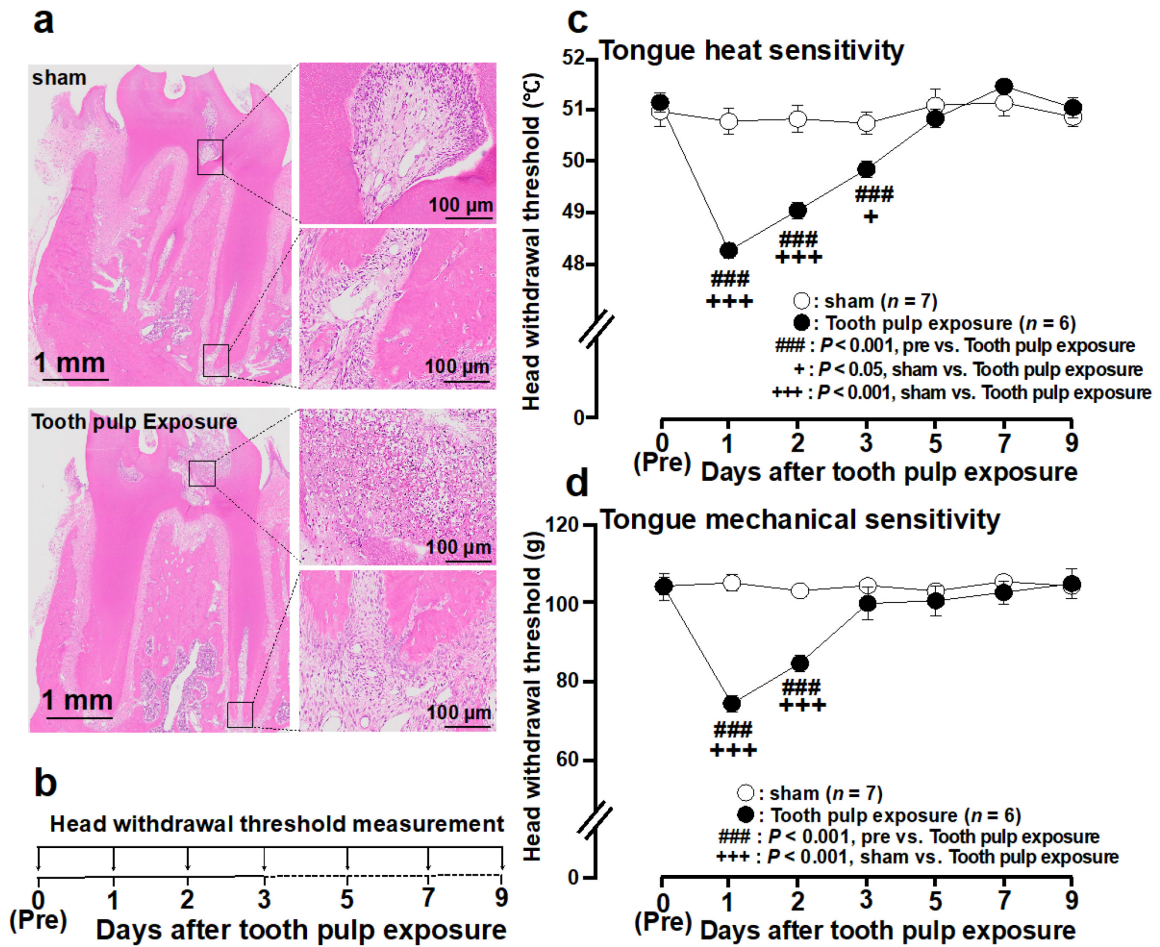 a
sham
100 µm
100 µm
1 mm
Tooth pulp Exposure
100 µm
100 µm
1 mm
b
Head withdrawal threshold measurement
0 1 2 3 5 7 9
(Pre) Days after tooth pulp exposure
c
Tongue heat sensitivity
Head withdrawal threshold (℃)
52
51
50
49
48
0
###
+++
###
+++
###
+
: sham (n = 7)
: Tooth pulp exposure (n = 6)
### : P < 0.001, pre vs. Tooth pulp exposure
+ : P < 0.05, sham vs. Tooth pulp exposure
+++ : P < 0.001, sham vs. Tooth pulp exposure
0 1 2 3 5 7 9
(Pre) Days after tooth pulp exposure
d
Tongue mechanical sensitivity
Head withdrawal threshold (g)
120
100
80
60
0
###
+++
###
+++
: sham (n = 7)
: Tooth pulp exposure (n = 6)
### : P < 0.001, pre vs. Tooth pulp exposure
+++ : P < 0.001, sham vs. Tooth pulp exposure
0 1 2 3 5 7 9
(Pre) Days after tooth pulp exposure